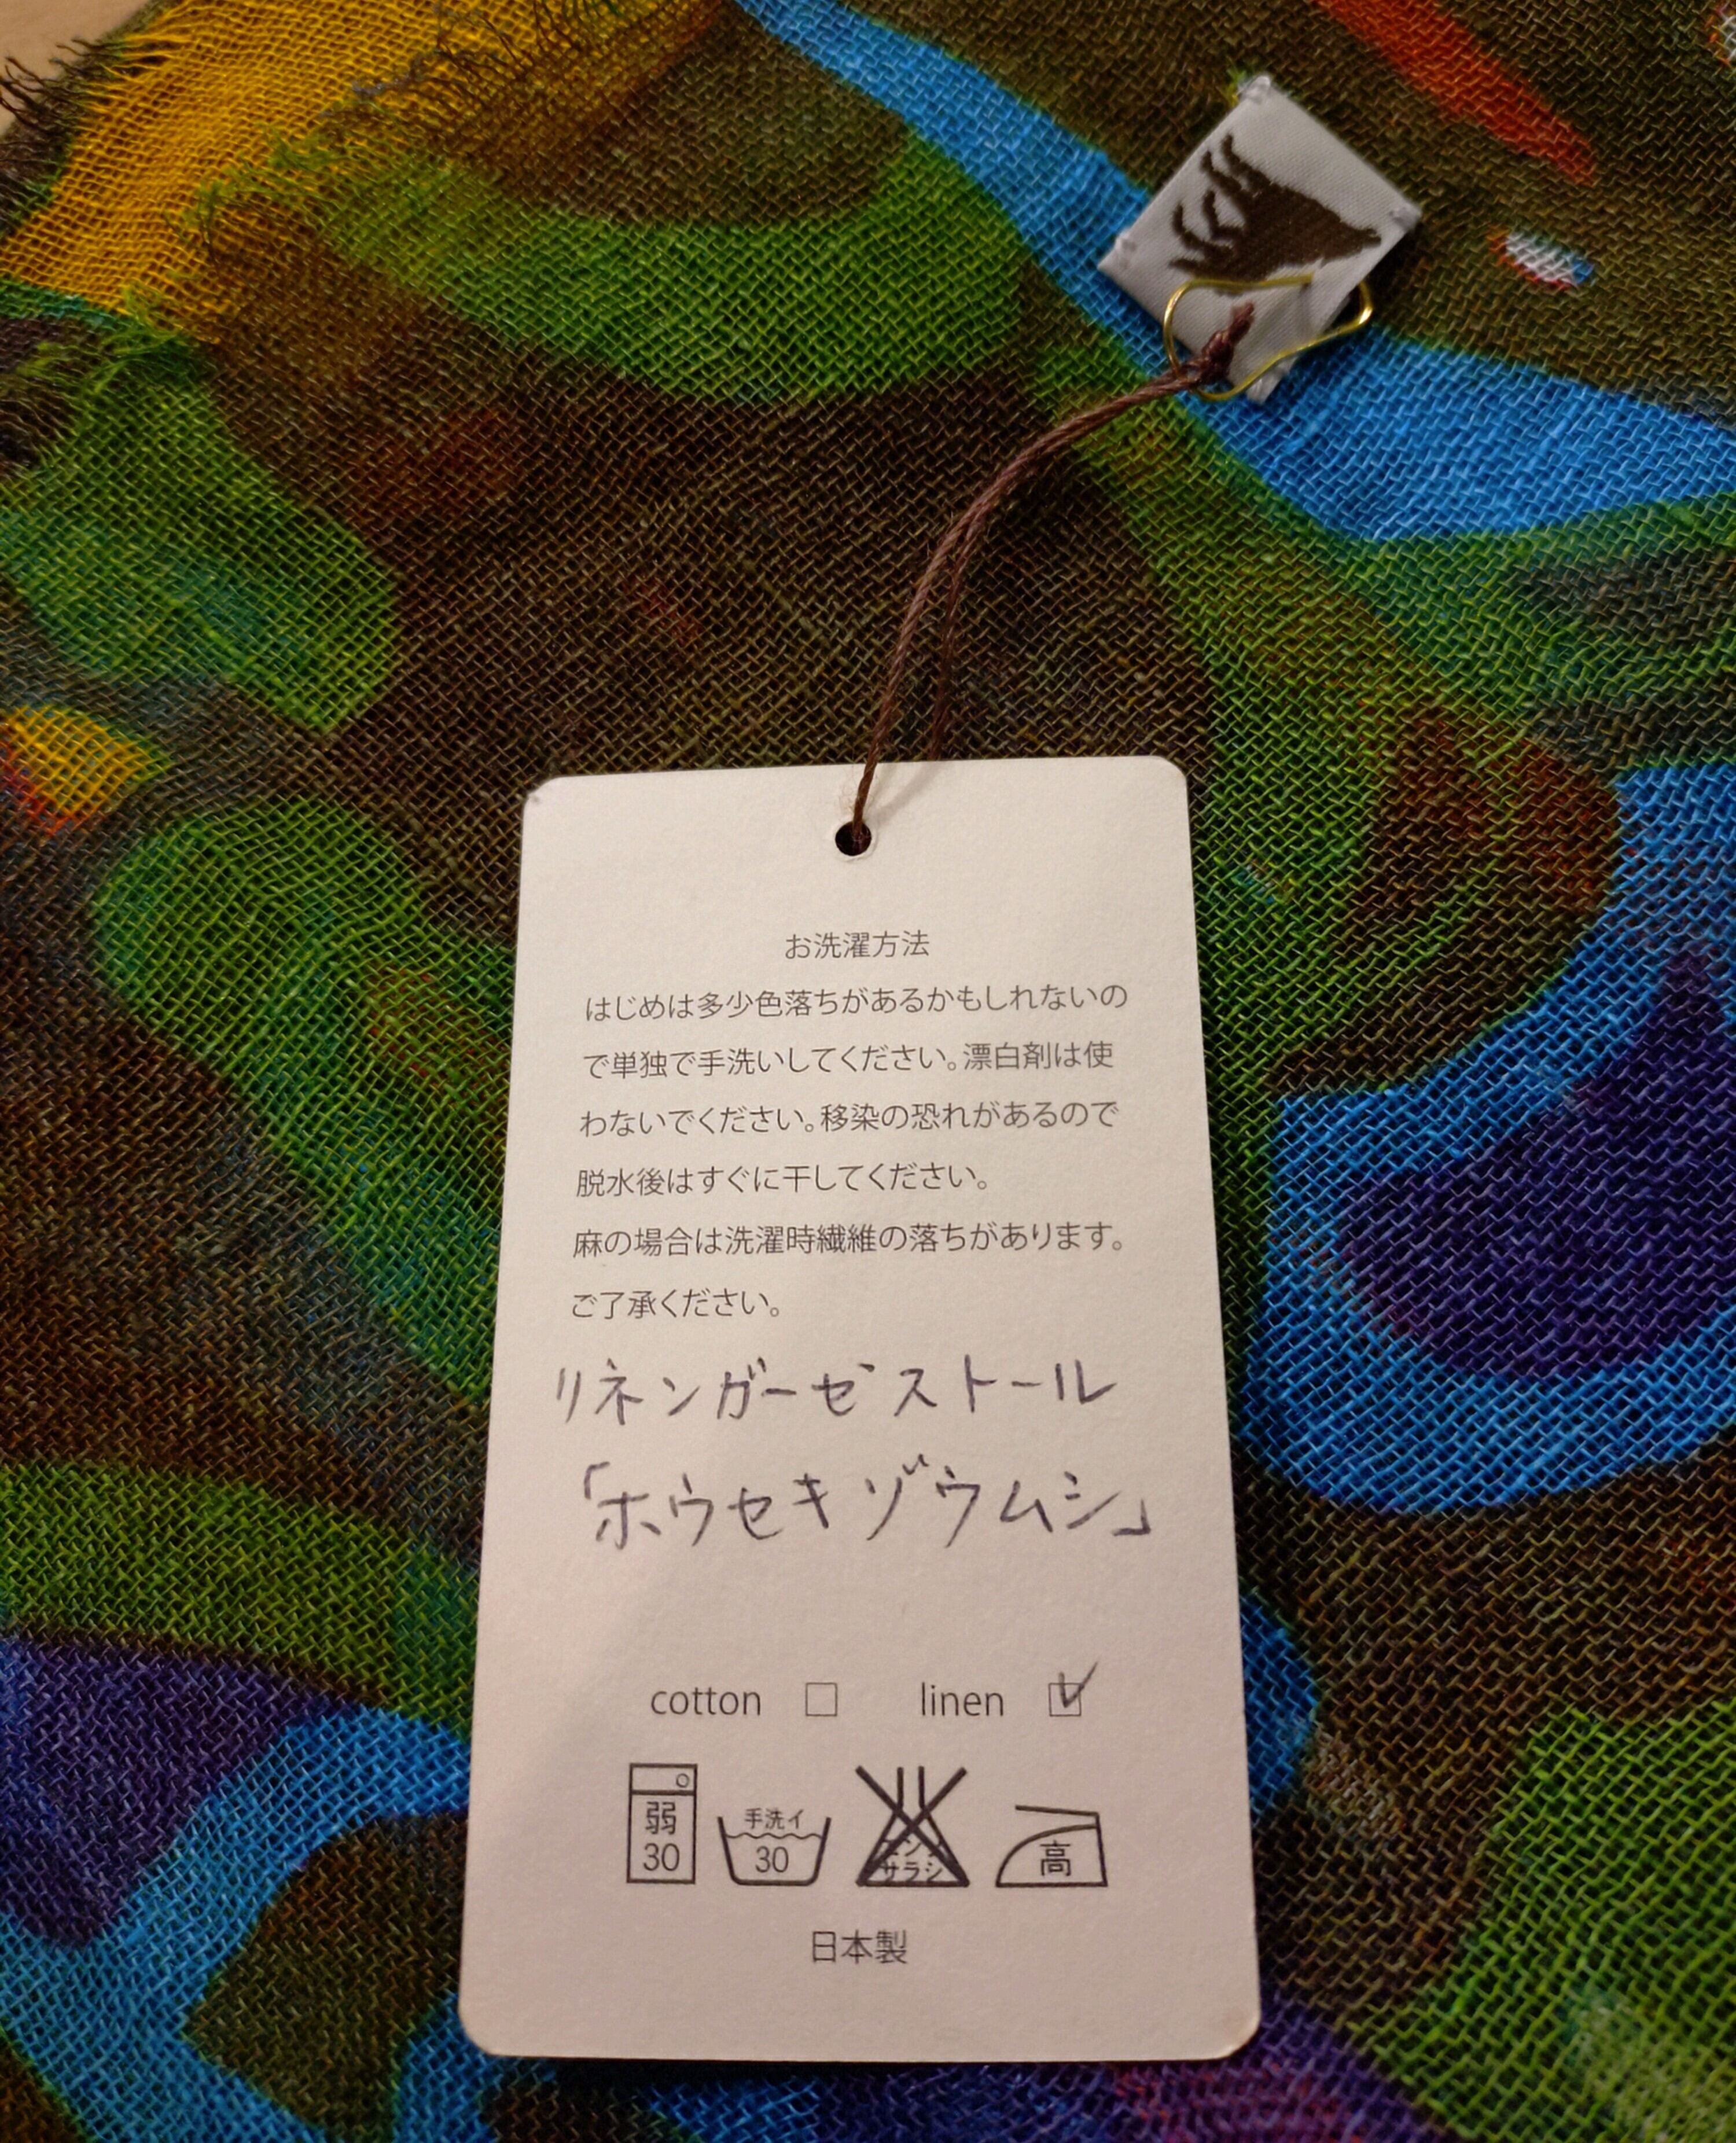 お洗濯方法
はじめは多少色落ちがあるかもしれないの
で単独で手洗いしてください。漂白剤は使
わないでください。移染の恐れがあるので
脱水後はすぐに干してください。
麻の場合は洗濯時繊維の落ちがあります。
ご了承ください。
リネンガーゼストール
「ホウセキゾウムシ」
cotton □ linen ☑
弱 30 手洗イ 30 サラシ 高
日本製